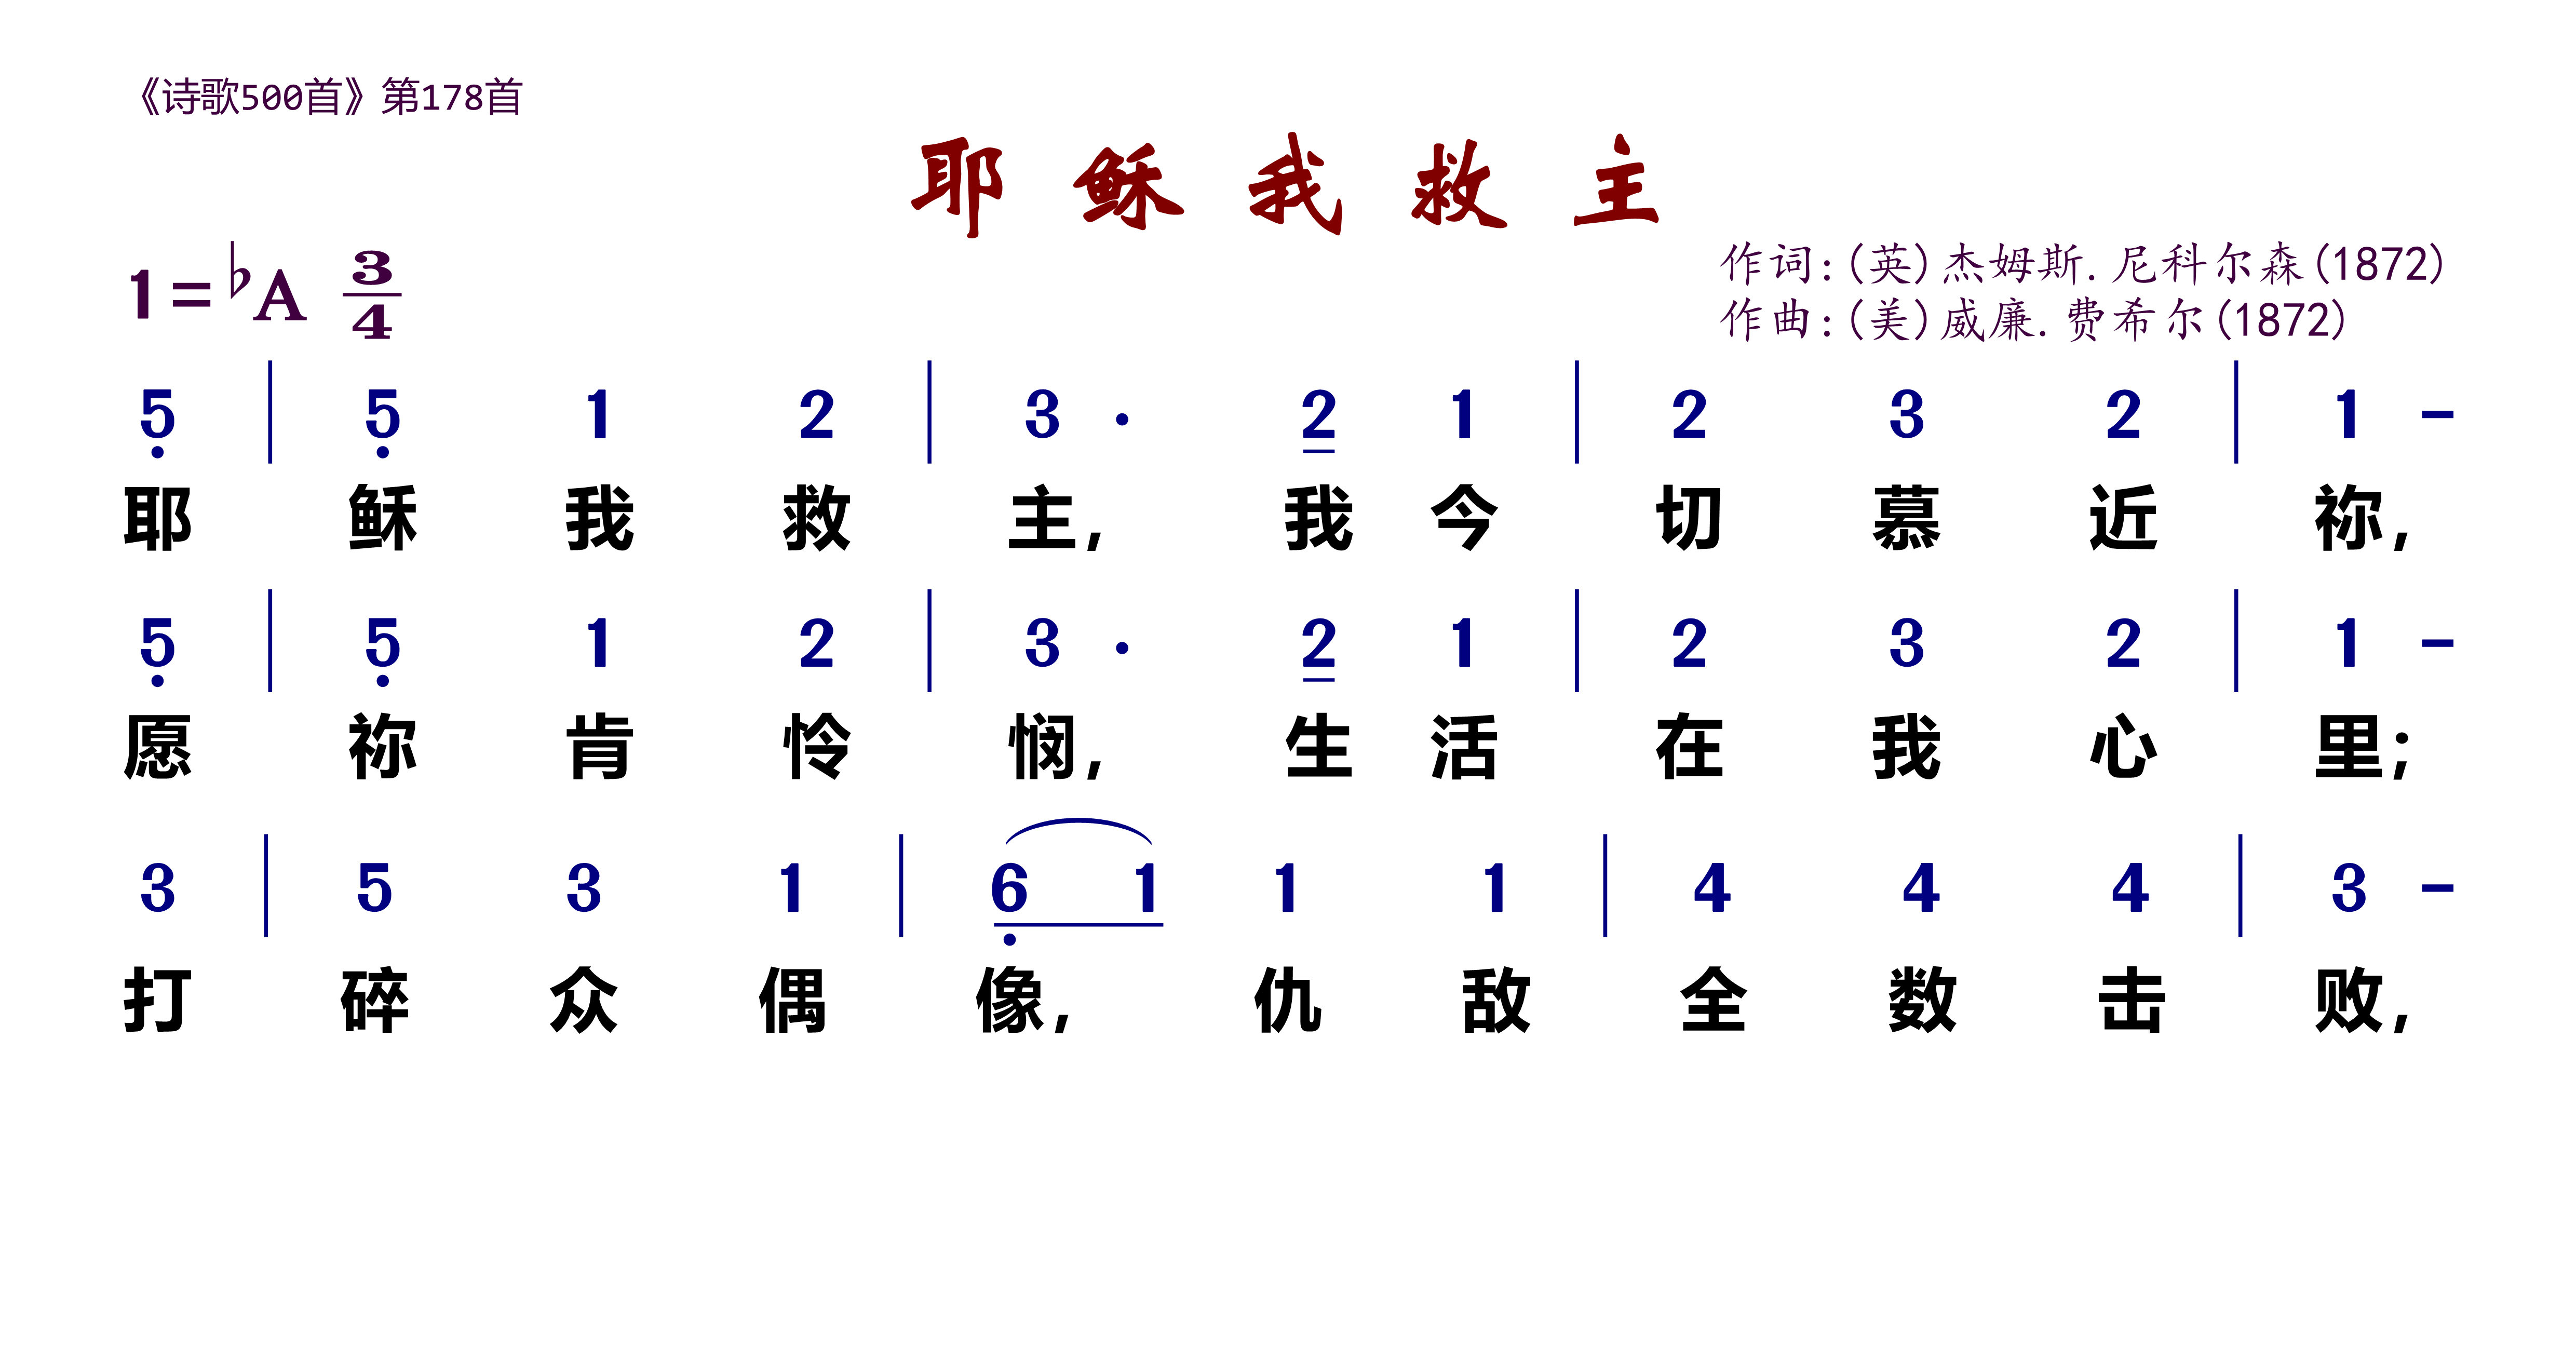 《诗歌500首》第178首
耶稣我救主
1=♭A 3/4
作词:(英)杰姆斯.尼科尔森(1872)
作曲:(美)威廉.费希尔(1872)
5̣ | 5̣ 1 2 | 3 · 2̲ 1 | 2 3 2 | 1 -
耶 稣 我 救 主, 我 今 切 慕 近 祢,
5̣ | 5̣ 1 2 | 3 · 2̲ 1 | 2 3 2 | 1 -
愿 祢 肯 怜 悯, 生 活 在 我 心 里;
3 | 5 3 1 | 6̣̲ 1̲ 1 1 | 4 4 4 | 3 -
打 碎 众 偶 像, 仇 敌 全 数 击 败,